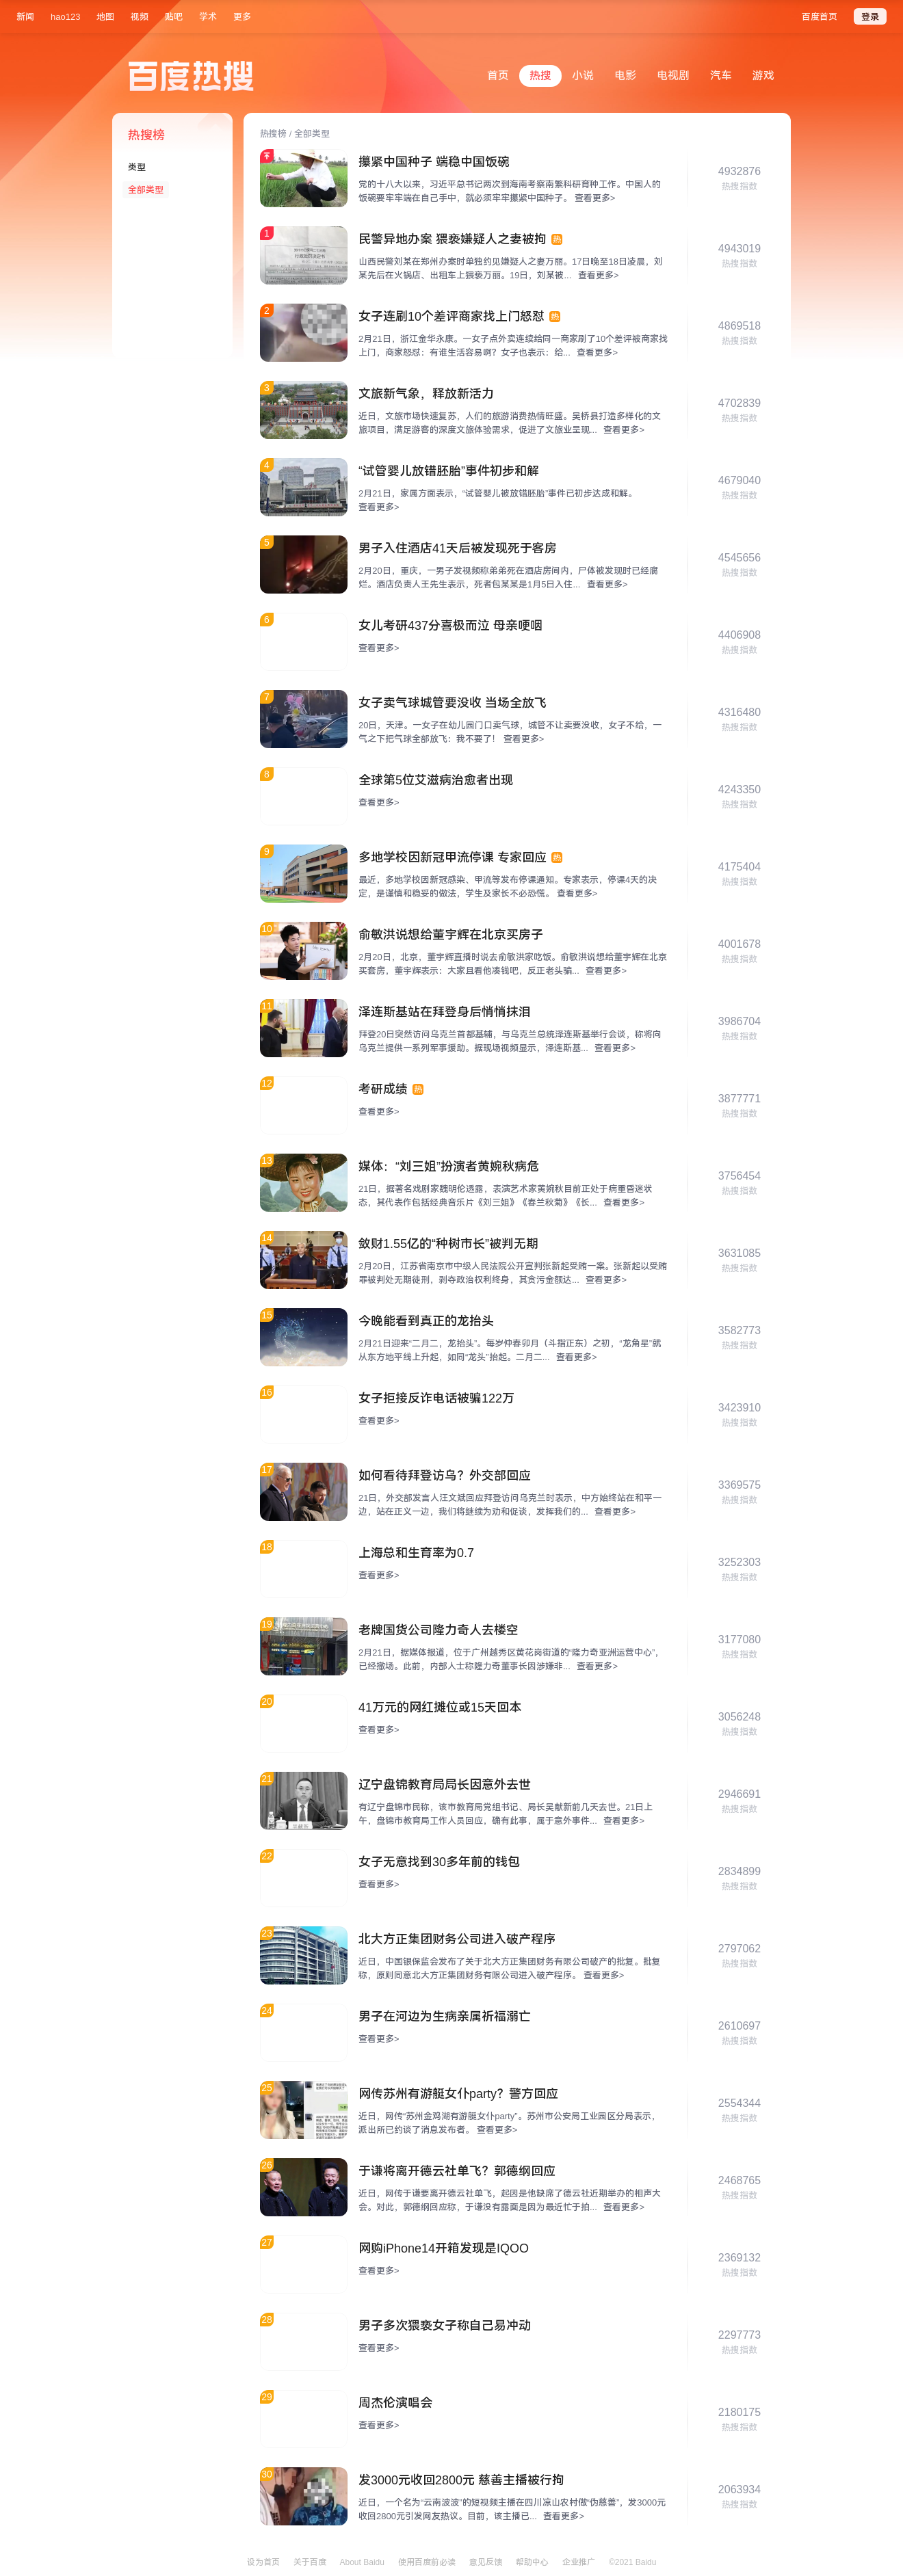 新闻 hao123 地图 视频 贴吧 学术 更多 百度首页 登录
百度热搜
首页 热搜 小说 电影 电视剧 汽车 游戏
热搜榜
类型
全部类型
热搜榜 / 全部类型
攥紧中国种子 端稳中国饭碗
党的十八大以来，习近平总书记两次到海南考察南繁科研育种工作。中国人的
饭碗要牢牢端在自己手中，就必须牢牢攥紧中国种子。 查看更多>
4932876
热搜指数
1
民警异地办案 猥亵嫌疑人之妻被拘 热
山西民警刘某在郑州办案时单独约见嫌疑人之妻万丽。17日晚至18日凌晨，刘
某先后在火锅店、出租车上猥亵万丽。19日，刘某被... 查看更多>
4943019
热搜指数
2
女子连刷10个差评商家找上门怒怼 热
2月21日，浙江金华永康。一女子点外卖连续给同一商家刷了10个差评被商家找
上门，商家怒怼：有谁生活容易啊？女子也表示：给... 查看更多>
4869518
热搜指数
3
文旅新气象，释放新活力
近日，文旅市场快速复苏，人们的旅游消费热情旺盛。吴桥县打造多样化的文
旅项目，满足游客的深度文旅体验需求，促进了文旅业呈现... 查看更多>
4702839
热搜指数
4
“试管婴儿放错胚胎”事件初步和解
2月21日，家属方面表示，“试管婴儿被放错胚胎”事件已初步达成和解。
查看更多>
4679040
热搜指数
5
男子入住酒店41天后被发现死于客房
2月20日，重庆，一男子发视频称弟弟死在酒店房间内，尸体被发现时已经腐
烂。酒店负责人王先生表示，死者包某某是1月5日入住... 查看更多>
4545656
热搜指数
6
女儿考研437分喜极而泣 母亲哽咽
查看更多>
4406908
热搜指数
7
女子卖气球城管要没收 当场全放飞
20日，天津。一女子在幼儿园门口卖气球，城管不让卖要没收，女子不给，一
气之下把气球全部放飞：我不要了！ 查看更多>
4316480
热搜指数
8
全球第5位艾滋病治愈者出现
查看更多>
4243350
热搜指数
9
多地学校因新冠甲流停课 专家回应 热
最近，多地学校因新冠感染、甲流等发布停课通知。专家表示，停课4天的决
定，是谨慎和稳妥的做法，学生及家长不必恐慌。 查看更多>
4175404
热搜指数
10
俞敏洪说想给董宇辉在北京买房子
2月20日，北京，董宇辉直播时说去俞敏洪家吃饭。俞敏洪说想给董宇辉在北京
买套房，董宇辉表示：大家且看他凑钱吧，反正老头骗... 查看更多>
4001678
热搜指数
11
泽连斯基站在拜登身后悄悄抹泪
拜登20日突然访问乌克兰首都基辅，与乌克兰总统泽连斯基举行会谈，称将向
乌克兰提供一系列军事援助。据现场视频显示，泽连斯基... 查看更多>
3986704
热搜指数
12
考研成绩 热
查看更多>
3877771
热搜指数
13
媒体：“刘三姐”扮演者黄婉秋病危
21日，据著名戏剧家魏明伦透露，表演艺术家黄婉秋目前正处于病重昏迷状
态，其代表作包括经典音乐片《刘三姐》《春兰秋菊》《长... 查看更多>
3756454
热搜指数
14
敛财1.55亿的“种树市长”被判无期
2月20日，江苏省南京市中级人民法院公开宣判张新起受贿一案。张新起以受贿
罪被判处无期徒刑，剥夺政治权利终身，其贪污金额达... 查看更多>
3631085
热搜指数
15
今晚能看到真正的龙抬头
2月21日迎来“二月二，龙抬头”。每岁仲春卯月（斗指正东）之初，“龙角星”就
从东方地平线上升起，如同“龙头”抬起。二月二... 查看更多>
3582773
热搜指数
16
女子拒接反诈电话被骗122万
查看更多>
3423910
热搜指数
17
如何看待拜登访乌？外交部回应
21日，外交部发言人汪文斌回应拜登访问乌克兰时表示，中方始终站在和平一
边，站在正义一边，我们将继续为劝和促谈，发挥我们的... 查看更多>
3369575
热搜指数
18
上海总和生育率为0.7
查看更多>
3252303
热搜指数
19
老牌国货公司隆力奇人去楼空
2月21日，据媒体报道，位于广州越秀区黄花岗街道的“隆力奇亚洲运营中心”，
已经撤场。此前，内部人士称隆力奇董事长因涉嫌非... 查看更多>
3177080
热搜指数
20
41万元的网红摊位或15天回本
查看更多>
3056248
热搜指数
21
辽宁盘锦教育局局长因意外去世
有辽宁盘锦市民称，该市教育局党组书记、局长吴献新前几天去世。21日上
午，盘锦市教育局工作人员回应，确有此事，属于意外事件... 查看更多>
2946691
热搜指数
22
女子无意找到30多年前的钱包
查看更多>
2834899
热搜指数
23
北大方正集团财务公司进入破产程序
近日，中国银保监会发布了关于北大方正集团财务有限公司破产的批复。批复
称，原则同意北大方正集团财务有限公司进入破产程序。 查看更多>
2797062
热搜指数
24
男子在河边为生病亲属祈福溺亡
查看更多>
2610697
热搜指数
25
网传苏州有游艇女仆party？警方回应
近日，网传“苏州金鸡湖有游艇女仆party”。苏州市公安局工业园区分局表示，
派出所已约谈了消息发布者。 查看更多>
2554344
热搜指数
26
于谦将离开德云社单飞？郭德纲回应
近日，网传于谦要离开德云社单飞，起因是他缺席了德云社近期举办的相声大
会。对此，郭德纲回应称，于谦没有露面是因为最近忙于拍... 查看更多>
2468765
热搜指数
27
网购iPhone14开箱发现是IQOO
查看更多>
2369132
热搜指数
28
男子多次猥亵女子称自己易冲动
查看更多>
2297773
热搜指数
29
周杰伦演唱会
查看更多>
2180175
热搜指数
30
发3000元收回2800元 慈善主播被行拘
近日，一个名为“云南波波”的短视频主播在四川凉山农村做“伪慈善”，发3000元
收回2800元引发网友热议。目前，该主播已... 查看更多>
2063934
热搜指数
设为首页 关于百度 About Baidu 使用百度前必读 意见反馈 帮助中心 企业推广 ©2021 Baidu